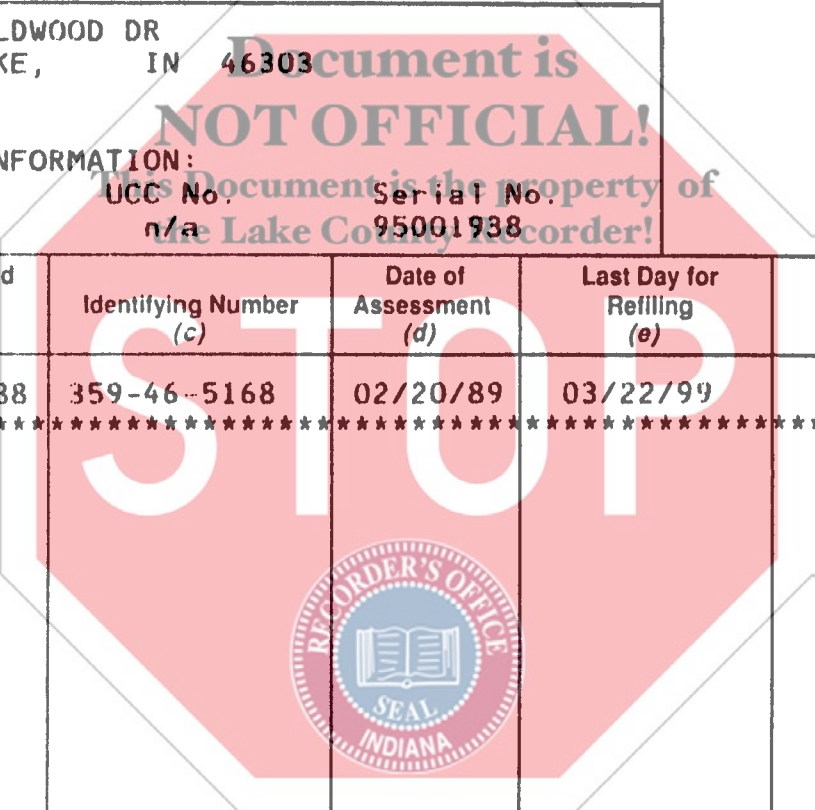 LDWOOD DR
KE, IN 46303
Document is
NOT OFFICIAL!
NFORMATION:
This Document is the property of
UCC No. Serial No.
the Lake County Recorder!
n/a 95001938
d Identifying Number (c) Date of Assessment (d) Last Day for Refiling (e)
88 359-46-5168 02/20/89 03/22/99
*****************************************************
STOP
RECORDER'S OFFICE
SEAL
INDIANA